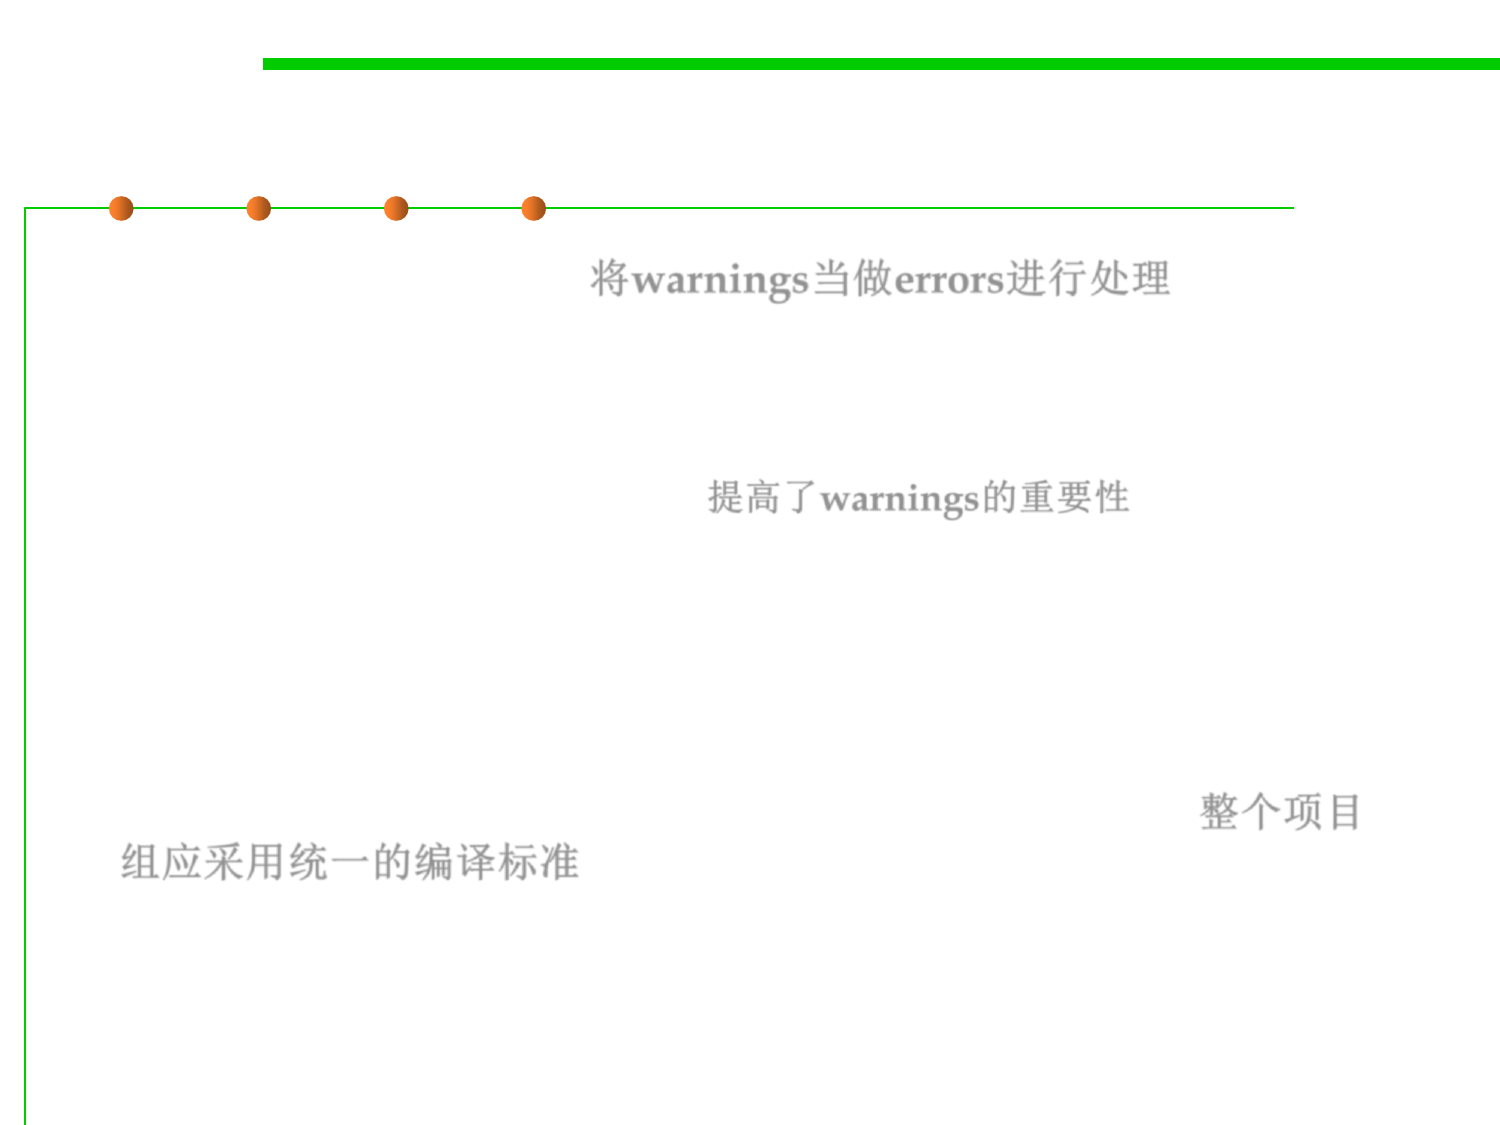 将warnings当做errors进行处理
提高了warnings的重要性
整个项目
组应采用统一的编译标准